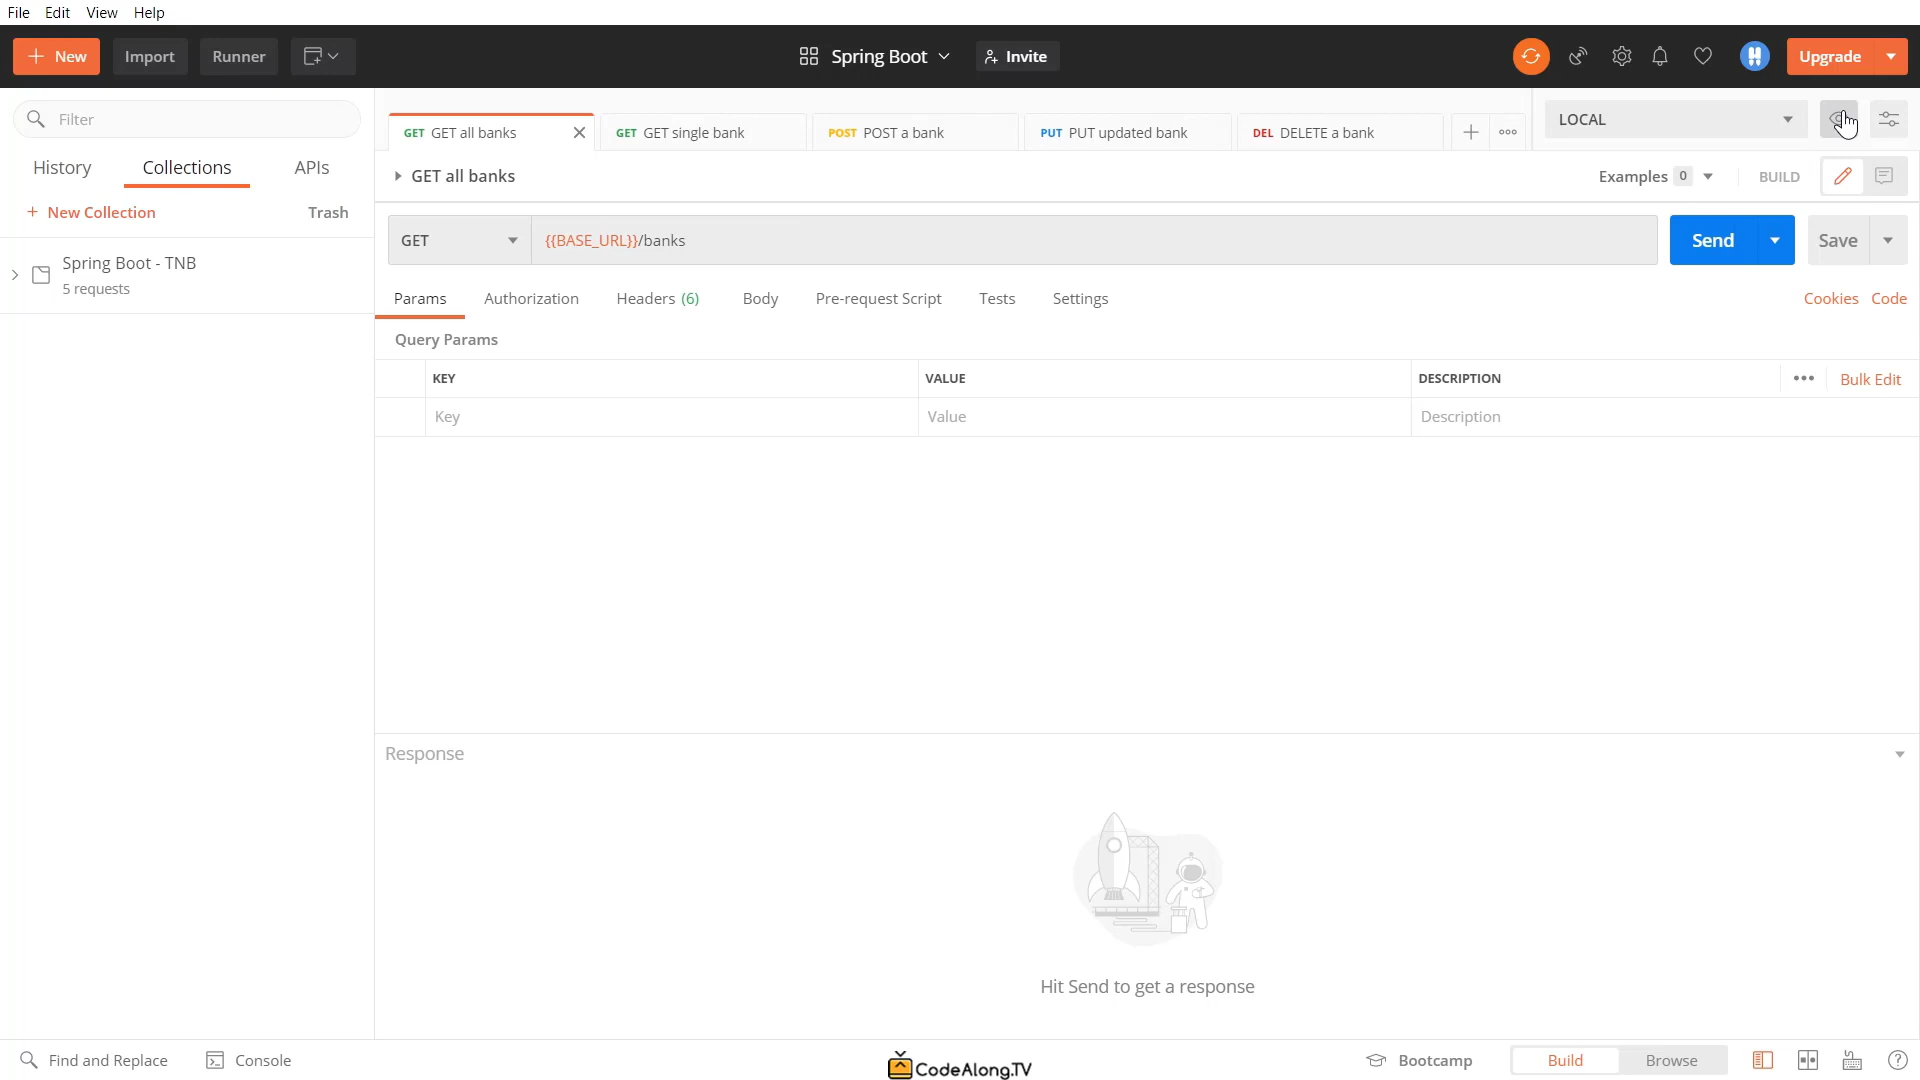 File Edit View Help
New Import Runner Spring Boot Invite Upgrade
Filter
GET GET all banks GET GET single bank POST POST a bank PUT PUT updated bank DEL DELETE a bank LOCAL
History Collections APIs
GET all banks Examples 0 BUILD
+ New Collection Trash
GET {{BASE_URL}}/banks Send Save
Spring Boot - TNB
5 requests
Params Authorization Headers (6) Body Pre-request Script Tests Settings Cookies Code
Query Params
KEY VALUE DESCRIPTION Bulk Edit
Key Value Description
Response
Hit Send to get a response
Find and Replace Console CodeAlong.TV Bootcamp Build Browse